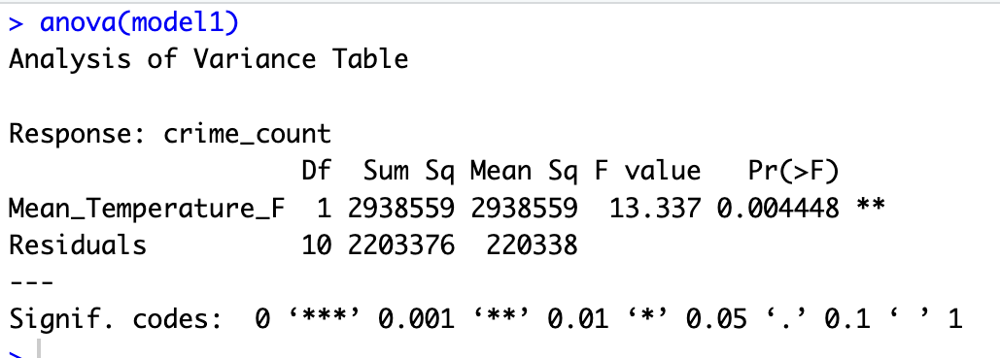 > anova(model1)
Analysis of Variance Table

Response: crime_count
                   Df  Sum Sq Mean Sq F value   Pr(>F)
Mean_Temperature_F  1 2938559 2938559  13.337 0.004448 **
Residuals          10 2203376  220338
---
Signif. codes:  0 ‘***’ 0.001 ‘**’ 0.01 ‘*’ 0.05 ‘.’ 0.1 ‘ ’ 1
>